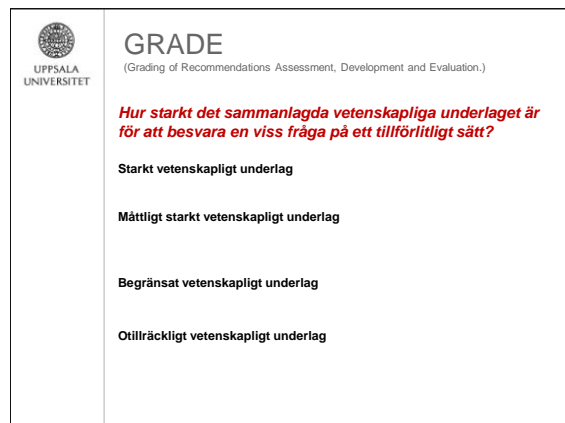 UPPSALA
UNIVERSITET
GRADE
(Grading of Recommendations Assessment, Development and Evaluation.)
Hur starkt det sammanlagda vetenskapliga underlaget är
för att besvara en viss fråga på ett tillförlitligt sätt?
Starkt vetenskapligt underlag
Måttligt starkt vetenskapligt underlag
Begränsat vetenskapligt underlag
Otillräckligt vetenskapligt underlag